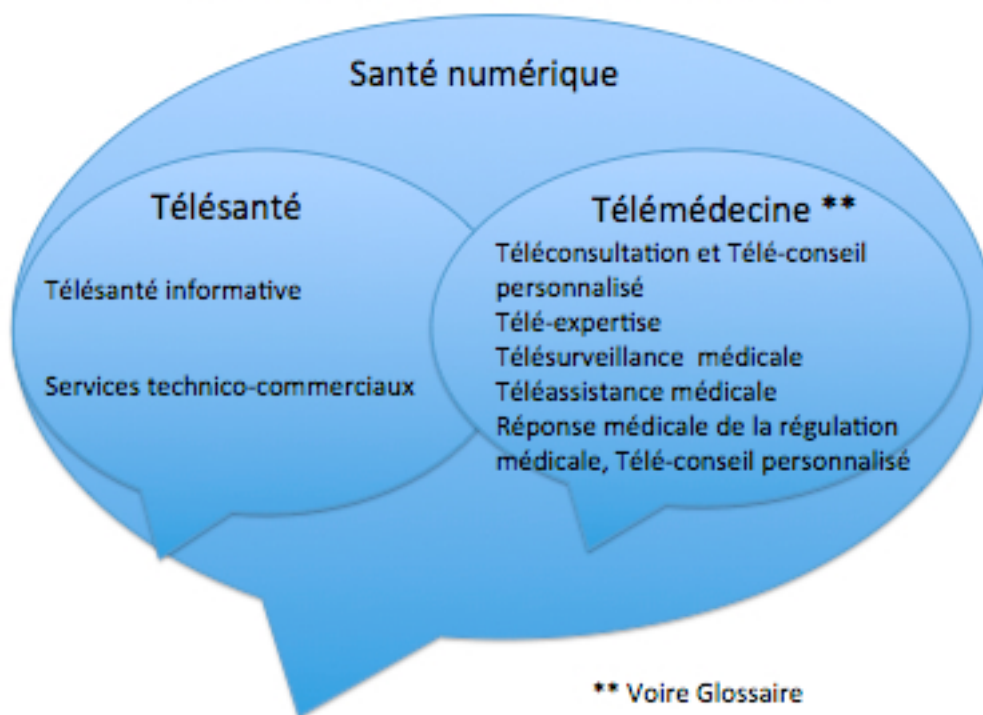 Santé numérique
Télésanté
Télésanté informative
Services technico-commerciaux
Télémédecine **
Téléconsultation et Télé-conseil
personnalisé
Télé-expertise
Télésurveillance médicale
Téléassistance médicale
Réponse médicale de la régulation
médicale, Télé-conseil personnalisé
** Voire Glossaire